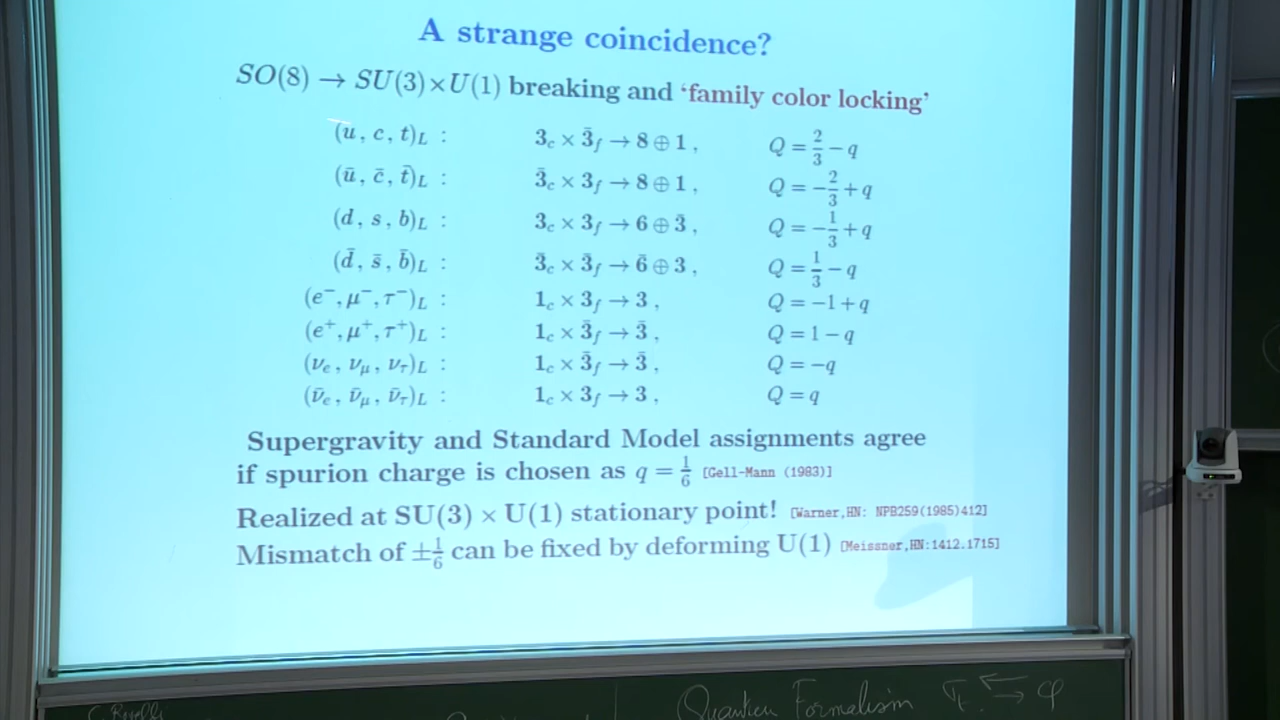 A strange coincidence?
SO(8) → SU(3)×U(1) breaking and 'family color locking'
(u, c, t)_L : 3_c × 3̄_f → 8 ⊕ 1, Q = 2/3 − q
(ū, c̄, t̄)_L : 3̄_c × 3_f → 8 ⊕ 1, Q = −2/3 + q
(d, s, b)_L : 3_c × 3_f → 6 ⊕ 3̄, Q = −1/3 + q
(d̄, s̄, b̄)_L : 3̄_c × 3̄_f → 6̄ ⊕ 3, Q = 1/3 − q
(e⁻, μ⁻, τ⁻)_L : 1_c × 3_f → 3, Q = −1 + q
(e⁺, μ⁺, τ⁺)_L : 1_c × 3̄_f → 3̄, Q = 1 − q
(ν_e, ν_μ, ν_τ)_L : 1_c × 3̄_f → 3̄, Q = −q
(ν̄_e, ν̄_μ, ν̄_τ)_L : 1_c × 3_f → 3, Q = q
Supergravity and Standard Model assignments agree
if spurion charge is chosen as q = 1/6 [Gell-Mann (1983)]
Realized at SU(3) × U(1) stationary point! [Warner,HN: NPB259(1985)412]
Mismatch of ±1/6 can be fixed by deforming U(1) [Meissner,HN:1412.1715]
Quantum Formalism